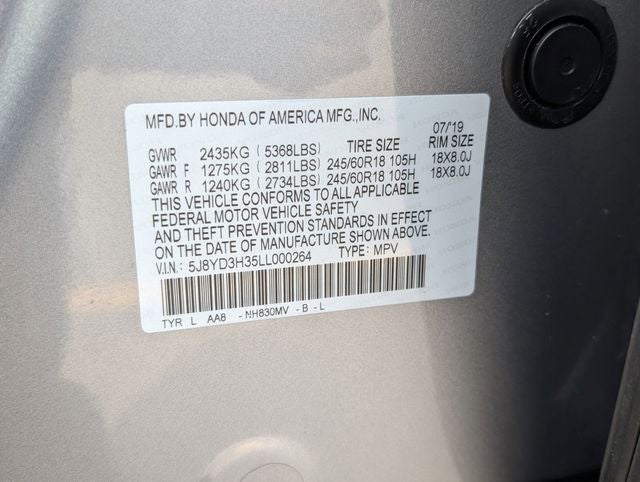 MFD.BY HONDA OF AMERICA MFG.,INC.
07/'19
TIRE SIZE RIM SIZE
GVWR 2435KG (5368LBS)
GAWR F 1275KG (2811LBS) 245/60R18 105H 18X8.0J
GAWR R 1240KG (2734LBS) 245/60R18 105H 18X8.0J
THIS VEHICLE CONFORMS TO ALL APPLICABLE
FEDERAL MOTOR VEHICLE SAFETY
AND THEFT PREVENTION STANDARDS IN EFFECT
ON THE DATE OF MANUFACTURE SHOWN ABOVE.
V.I.N.: 5J8YD3H35LL000264 TYPE: MPV
TYR L AA8 - NH830MV - B - L